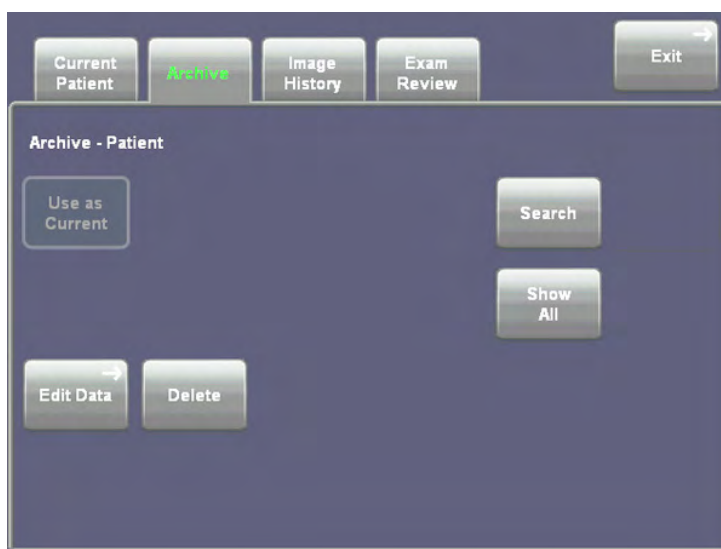 Current
Patient
Archive
Image
History
Exam
Review
Exit
Archive - Patient
Use as
Current
Search
Show
All
Edit Data
Delete